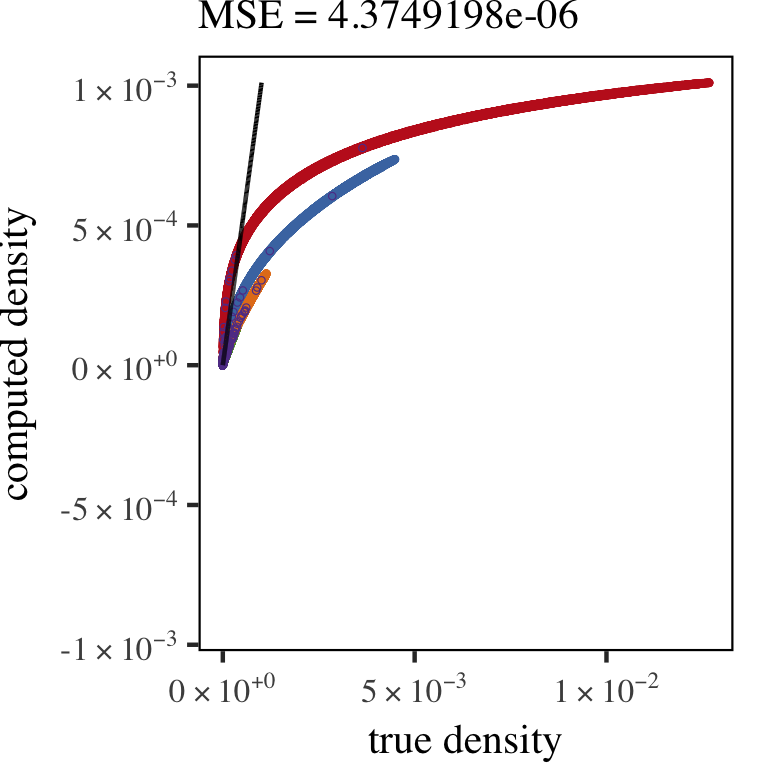 MSE = 4.3749198e-06
computed density
1 × 10⁻³
5 × 10⁻⁴
0 × 10⁺⁰
-5 × 10⁻⁴
-1 × 10⁻³
0 × 10⁺⁰ 5 × 10⁻³ 1 × 10⁻²
true density